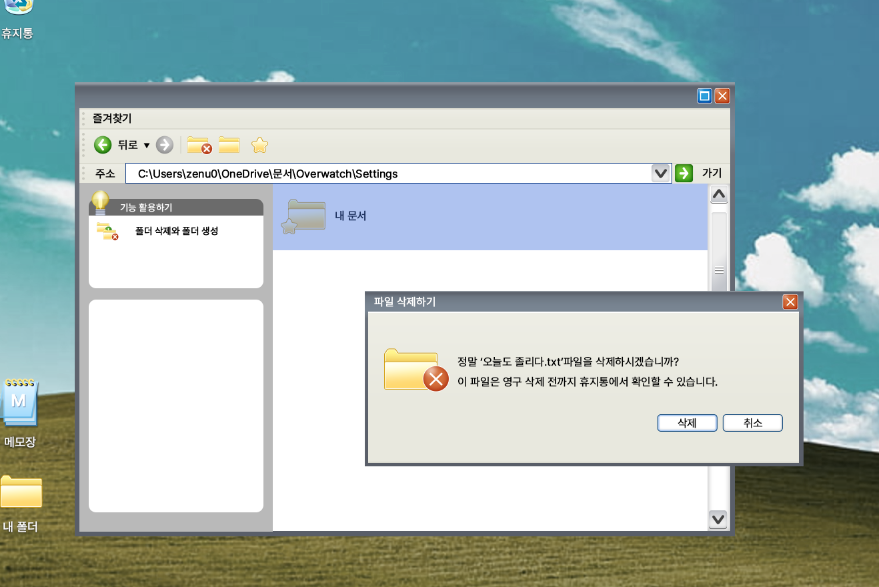 휴지통
즐겨찾기
뒤로
주소
C:\Users\zenu0\OneDrive\문서\Overwatch\Settings
가기
기능 활용하기
폴더 삭제와 폴더 생성
내 문서
파일 삭제하기
정말 '오늘도 졸리다.txt'파일을 삭제하시겠습니까?
이 파일은 영구 삭제 전까지 휴지통에서 확인할 수 있습니다.
삭제
취소
M
메모장
내 폴더